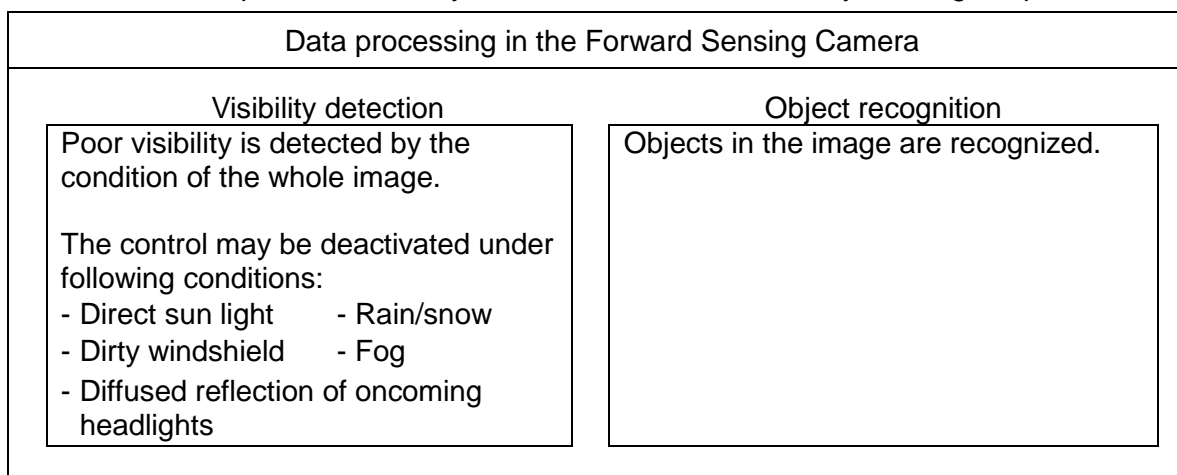 Data processing in the Forward Sensing Camera
Visibility detection
Poor visibility is detected by the
condition of the whole image.
The control may be deactivated under
following conditions:
- Direct sun light - Rain/snow
- Dirty windshield - Fog
- Diffused reflection of oncoming
headlights
Object recognition
Objects in the image are recognized.